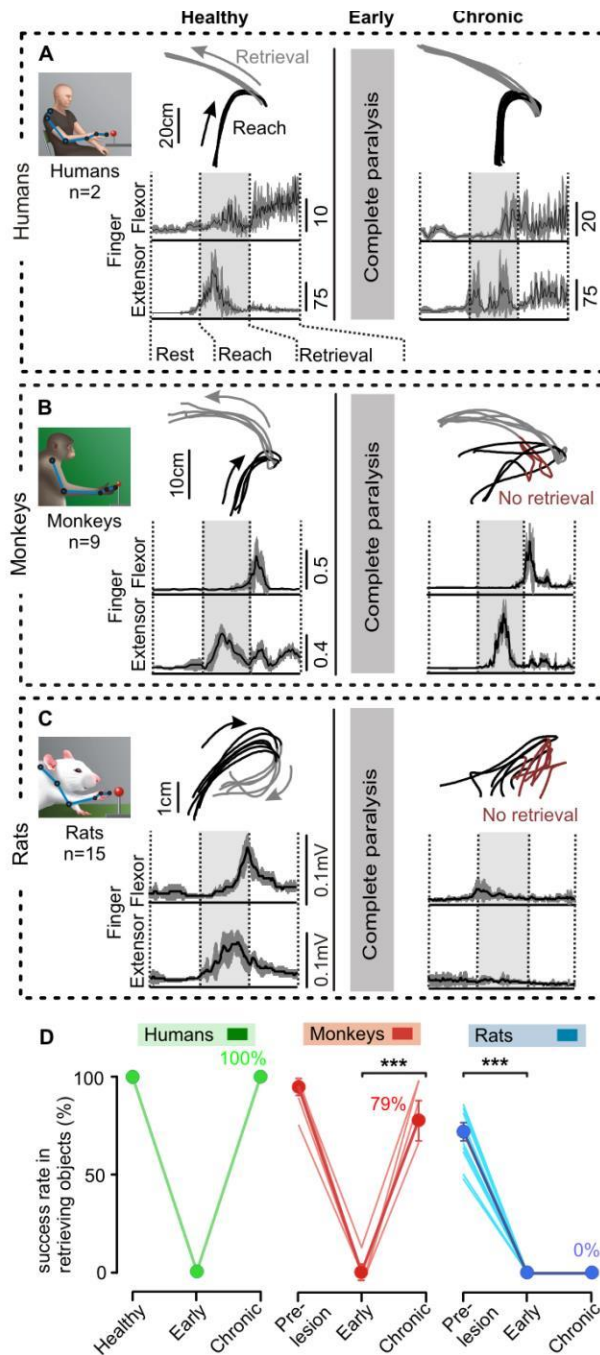 Healthy Early Chronic
A
Retrieval
20cm
Reach
Humans
n=2
Humans
Finger
Flexor
Extensor
10
75
Complete paralysis
20
75
Rest Reach Retrieval
B
10cm
Monkeys
n=9
Monkeys
Finger
Flexor
Extensor
0.5
0.4
Complete paralysis
No retrieval
C
1cm
Rats
n=15
Rats
Finger
Flexor
Extensor
0.1mV
0.1mV
Complete paralysis
No retrieval
D
Humans Monkeys Rats
100%
***
***
79%
0%
success rate in
retrieving objects (%)
100
50
0
Healthy
Early
Chronic
Pre-
lesion
Early
Chronic
Pre-
lesion
Early
Chronic